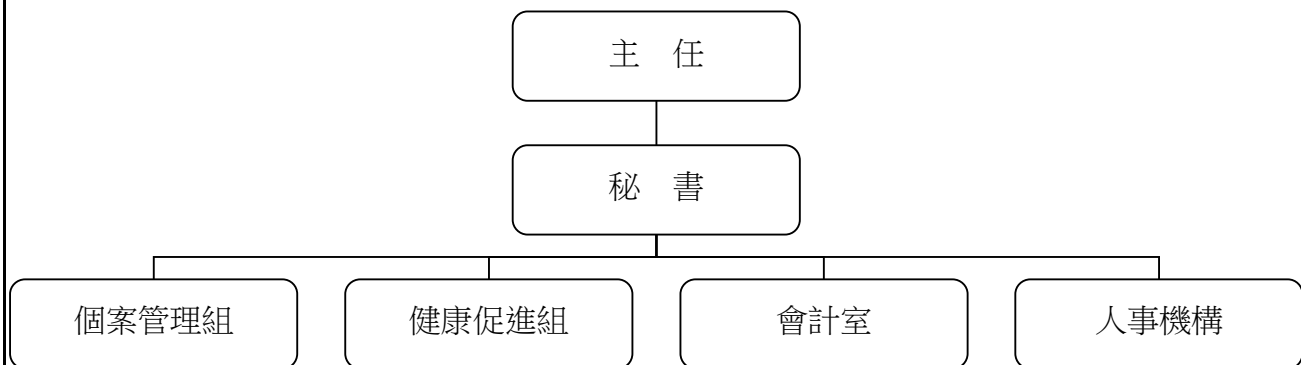 主　任
秘　書
個案管理組
健康促進組
會計室
人事機構